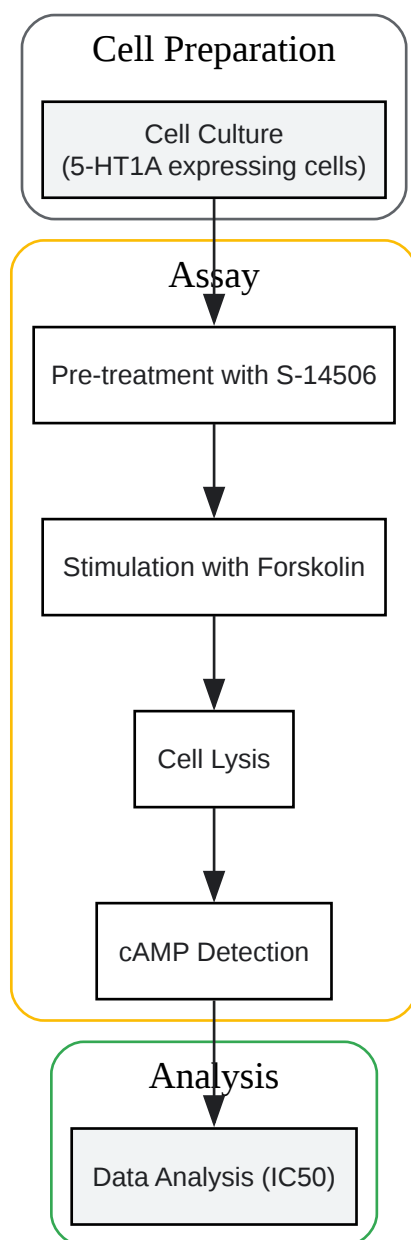 Cell Preparation
Cell Culture
(5-HT1A expressing cells)
Assay
Pre-treatment with S-14506
Stimulation with Forskolin
Cell Lysis
cAMP Detection
Analysis
Data Analysis (IC50)